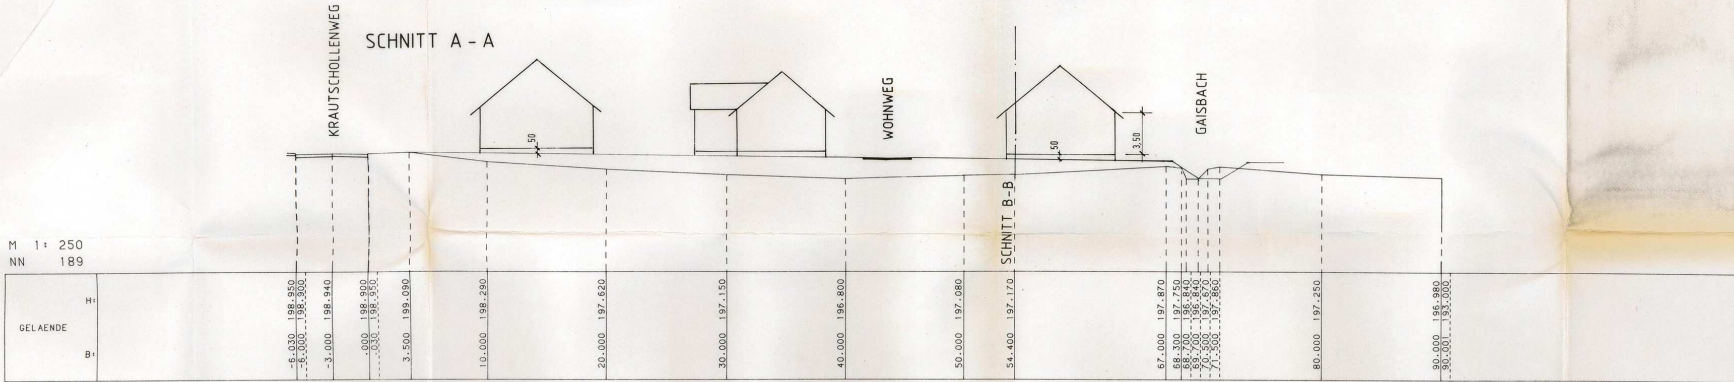 SCHNITT A - A
KRAUTSCHOLLENWEG
WOHNWEG
GAISBACH
50
50
3,50
SCHNITT B-B
M 1: 250
NN 189
GELAENDE
H:
B:
-6.030 198.950
-6.000 198.900
-3.000 198.940
.000 198.900
.030 198.950
3.500 199.090
10.000 198.290
20.000 197.620
30.000 197.150
40.000 196.800
50.000 197.080
54.400 197.170
67.000 197.870
68.300 197.750
68.700 196.840
69.700 196.840
70.500 197.670
71.500 197.860
80.000 197.250
90.000 196.980
90.001 193.000